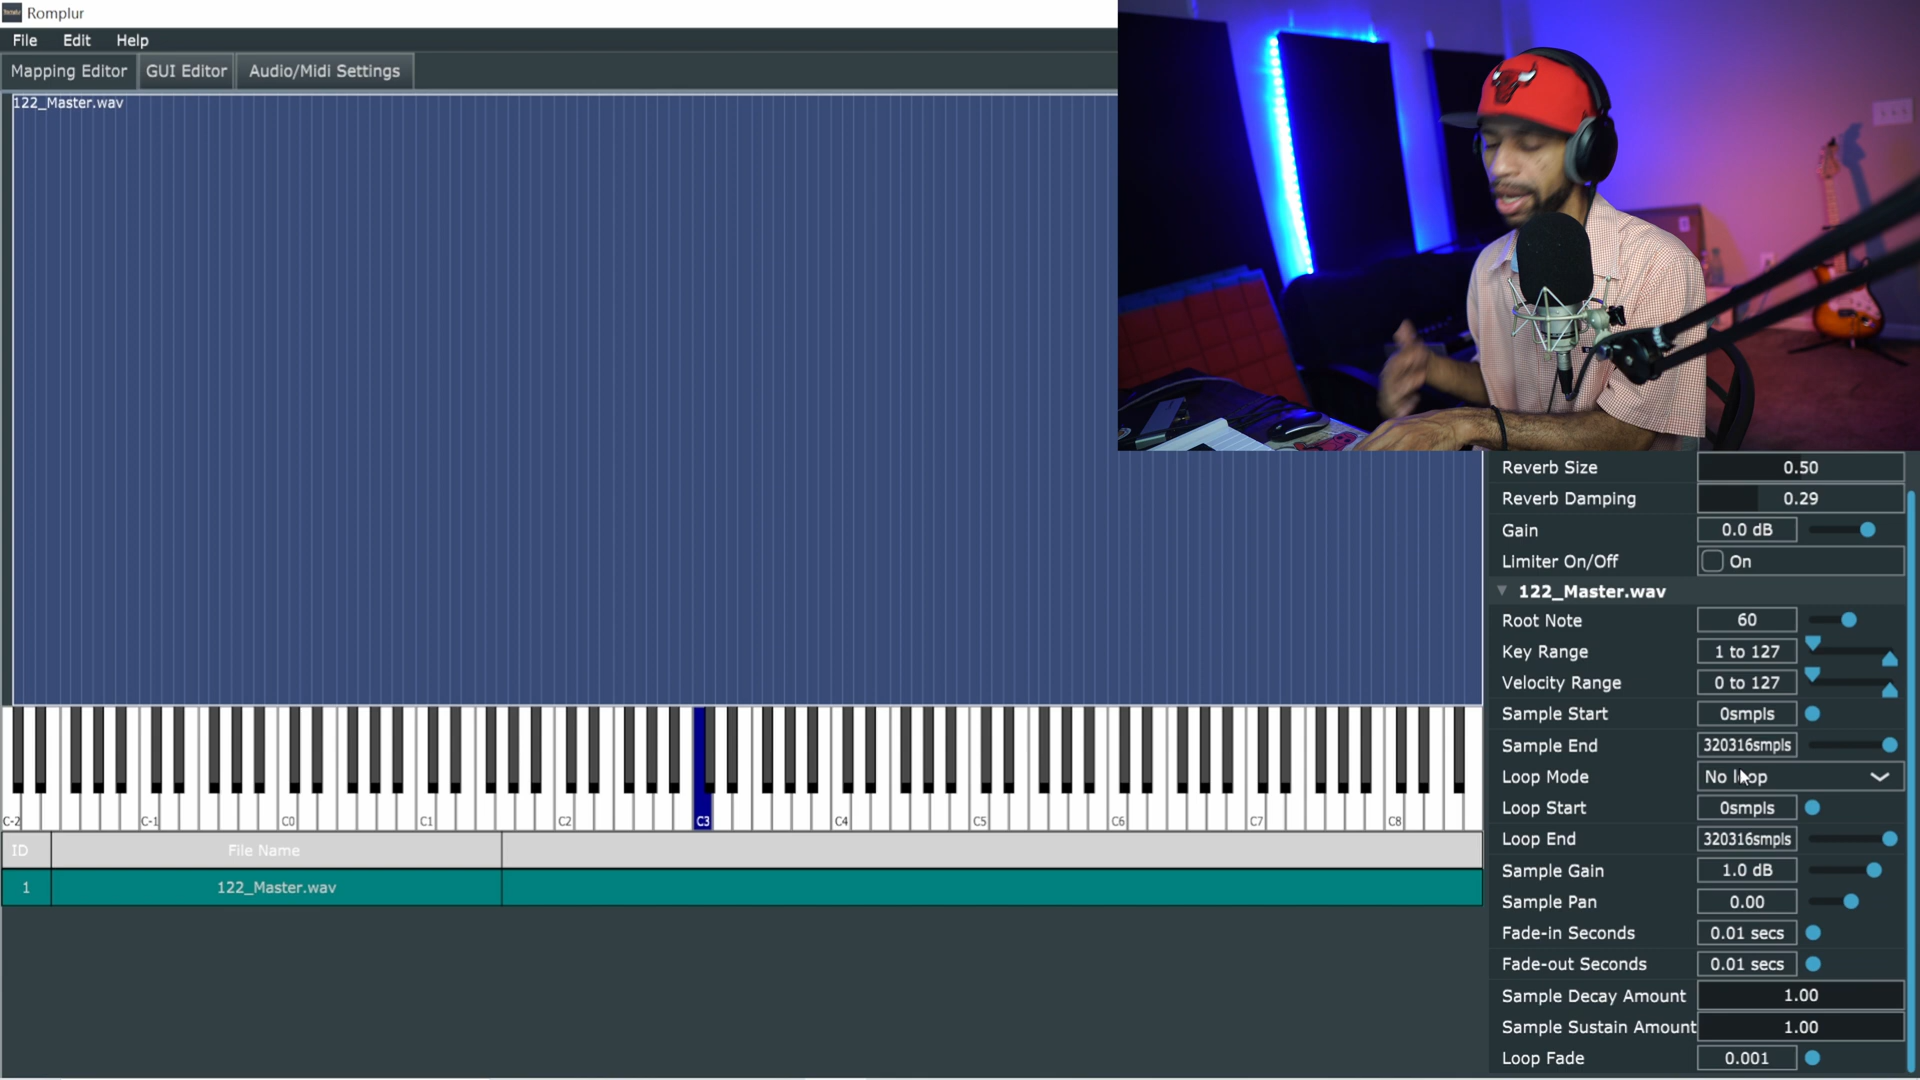 Romplur
File Edit Help
Mapping Editor GUI Editor Audio/Midi Settings
122_Master.wav
Reverb Size 0.50
Reverb Damping 0.29
Gain 0.0 dB
Limiter On/Off On
122_Master.wav
Root Note 60
Key Range 1 to 127
Velocity Range 0 to 127
Sample Start 0smpls
Sample End 320316smpls
Loop Mode No loop
Loop Start 0smpls
Loop End 320316smpls
Sample Gain 1.0 dB
Sample Pan 0.00
Fade-in Seconds 0.01 secs
Fade-out Seconds 0.01 secs
Sample Decay Amount 1.00
Sample Sustain Amount 1.00
Loop Fade 0.001
C-2 C-1 C0 C1 C2 C3 C4 C5 C6 C7 C8
ID File Name
1 122_Master.wav